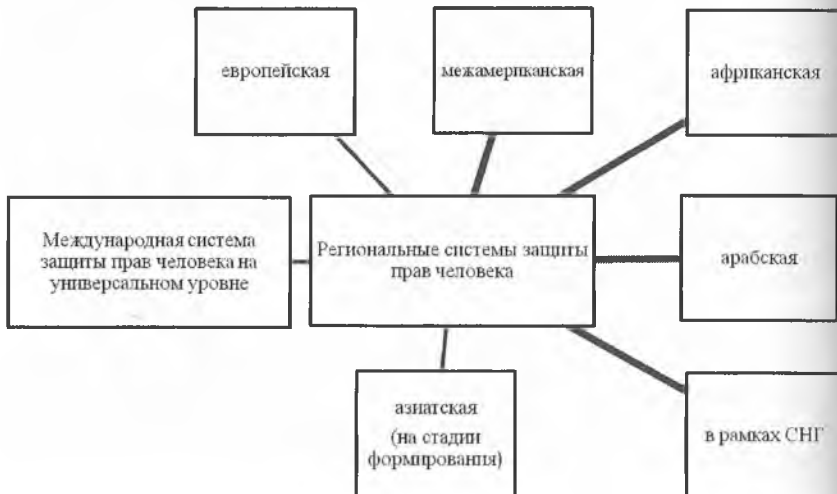 европейская
межамериканская
африканская
Международная система
защиты прав человека на
универсальном уровне
Региональные системы защиты
прав человека
арабская
азиатская
(на стадии
формирования)
в рамках СНГ